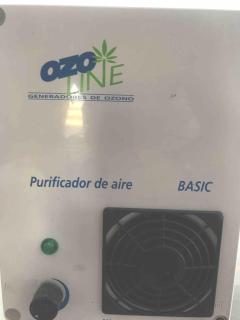 OZO
LINE
GENERADORES DE OZONO
Purificador de aire BASIC